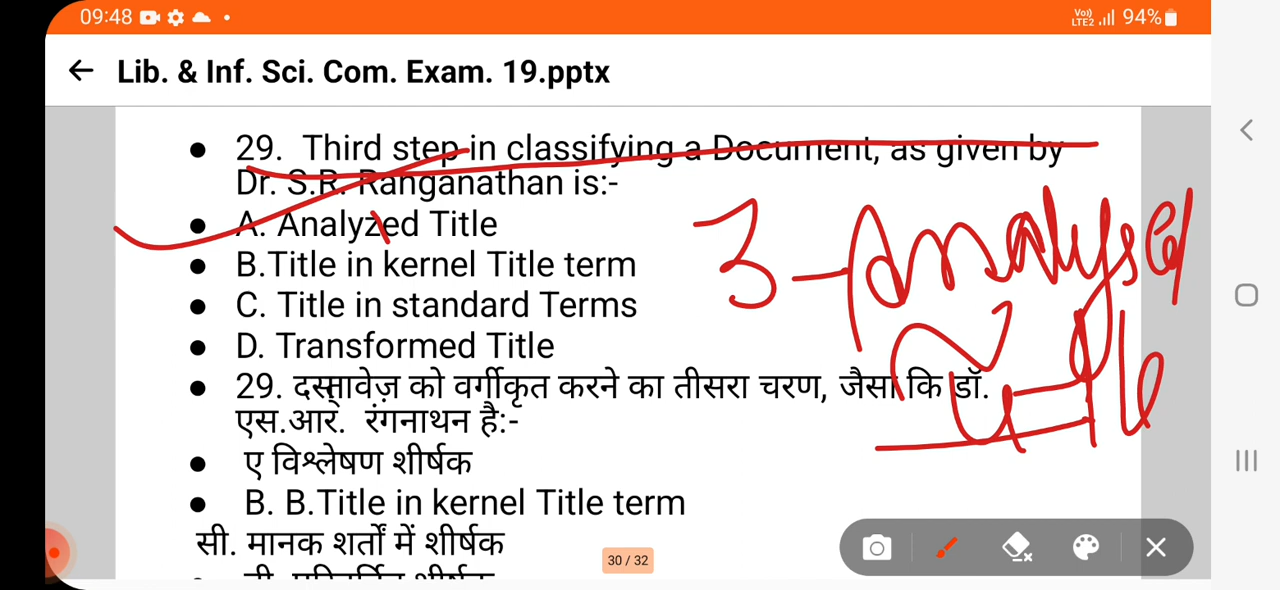 09:48
Vo)) LTE2 94%
Lib. & Inf. Sci. Com. Exam. 19.pptx
● 29. Third step in classifying a Document, as given by
Dr. S.R. Ranganathan is:-
● A. Analyzed Title
● B.Title in kernel Title term
● C. Title in standard Terms
● D. Transformed Title
3 - Analysed
Title
● 29. दस्तावेज़ को वर्गीकृत करने का तीसरा चरण, जैसा कि डॉ.
एस.आर. रंगनाथन है:-
● ए विश्लेषण शीर्षक
● B. B.Title in kernel Title term
सी. मानक शर्तों में शीर्षक
30 / 32